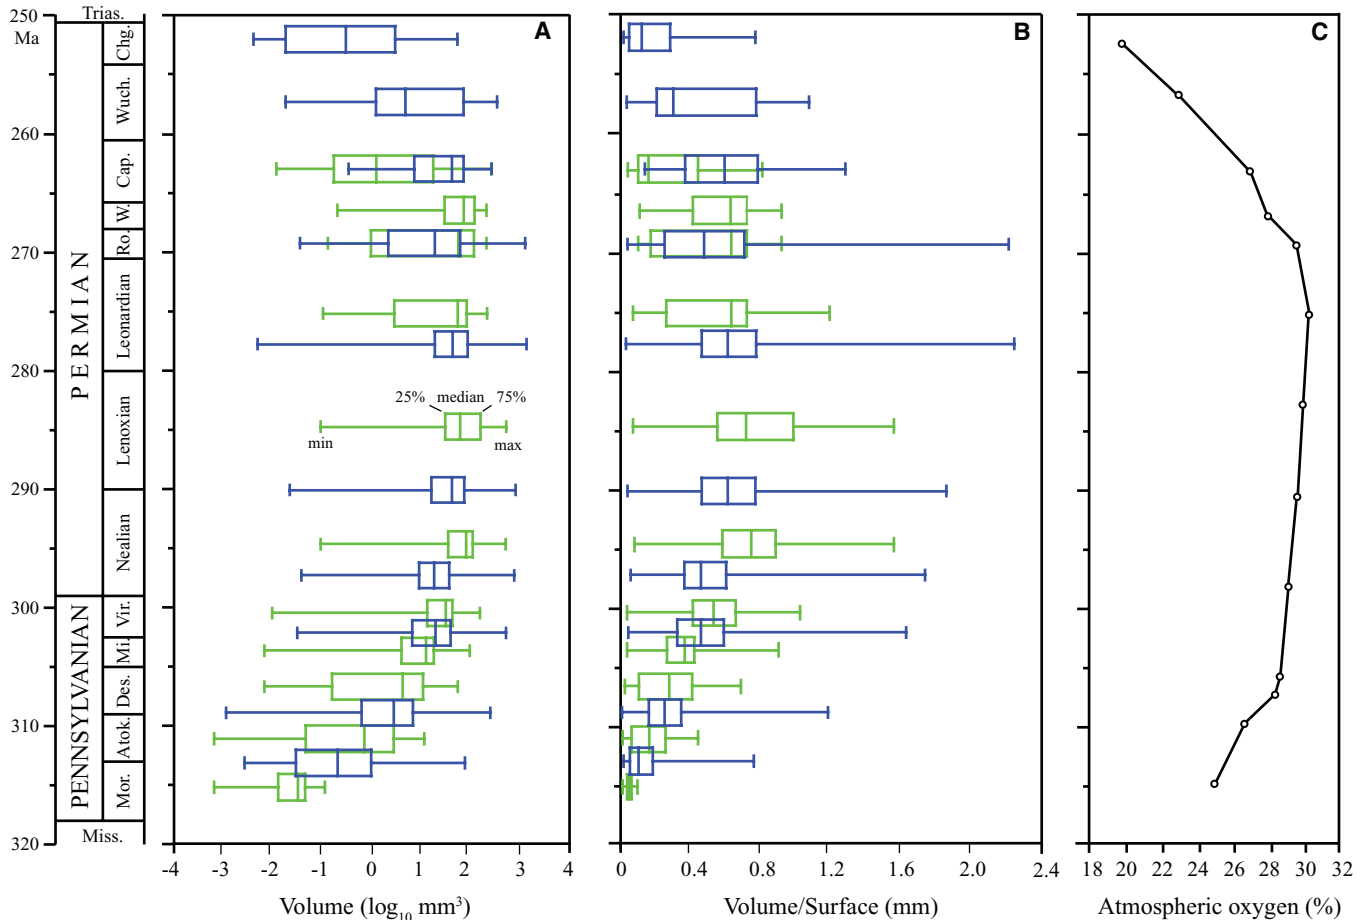 250
Ma
260
270
280
290
300
310
320
PERMIAN
PENNSYLVANIAN
Trias.
Chg.
Wuch.
Cap.
W.
Ro.
Leonardian
Lenoxian
Nealian
Vir.
Mi.
Des.
Atok.
Mor.
Miss.
A
25% median 75%
min max
-4 -3 -2 -1 0 1 2 3 4
Volume (log10 mm³)
B
0 0.4 0.8 1.2 1.6 2.0 2.4
Volume/Surface (mm)
C
18 20 22 24 26 28 30 32
Atmospheric oxygen (%)